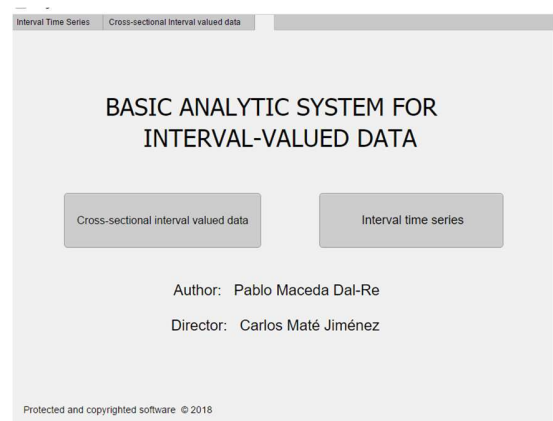 Interval Time Series Cross-sectional Interval valued data
BASIC ANALYTIC SYSTEM FOR
INTERVAL-VALUED DATA
Cross-sectional interval valued data Interval time series
Author: Pablo Maceda Dal-Re
Director: Carlos Maté Jiménez
Protected and copyrighted software © 2018